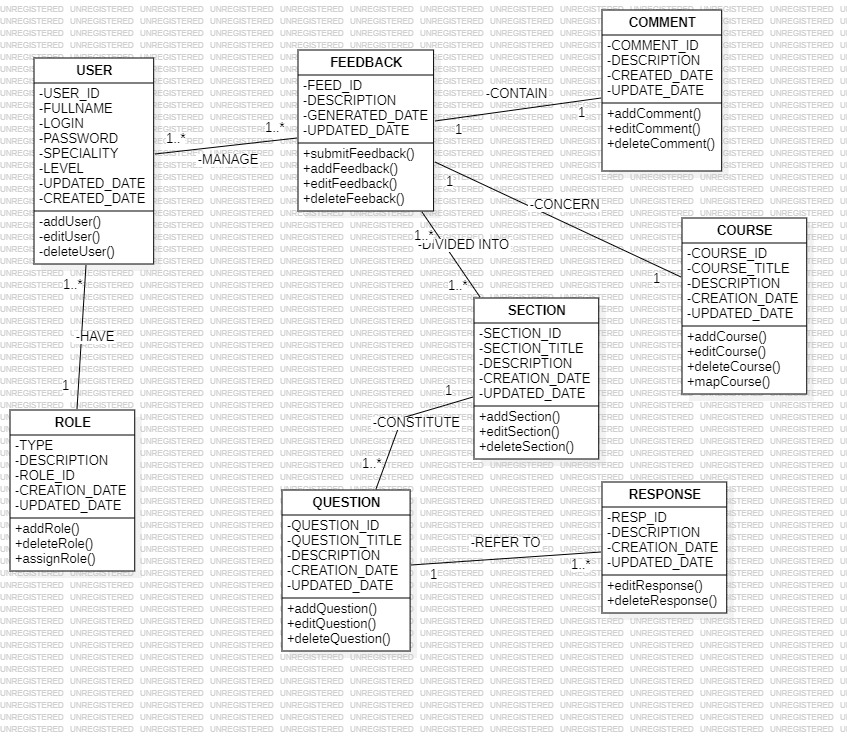 USER
-USER_ID
-FULLNAME
-LOGIN
-PASSWORD
-SPECIALITY
-LEVEL
-UPDATED_DATE
-CREATED_DATE
-addUser()
-editUser()
-deleteUser()
1..*
1..*
-MANAGE
FEEDBACK
-FEED_ID
-DESCRIPTION
-GENERATED_DATE
-UPDATED_DATE
+submitFeedback()
+addFeedback()
+editFeedback()
+deleteFeeback()
-CONTAIN
1
1
COMMENT
-COMMENT_ID
-DESCRIPTION
-CREATED_DATE
-UPDATE_DATE
+addComment()
+editComment()
+deleteComment()
1
-CONCERN
1
COURSE
-COURSE_ID
-COURSE_TITLE
-DESCRIPTION
-CREATION_DATE
-UPDATED_DATE
+addCourse()
+editCourse()
+deleteCourse()
+mapCourse()
1..*
-DIVIDED INTO
1..*
SECTION
-SECTION_ID
-SECTION_TITLE
-DESCRIPTION
-CREATION_DATE
-UPDATED_DATE
+addSection()
+editSection()
+deleteSection()
1..*
-HAVE
1
ROLE
-TYPE
-DESCRIPTION
-ROLE_ID
-CREATION_DATE
-UPDATED_DATE
+addRole()
+deleteRole()
+assignRole()
1
-CONSTITUTE
1..*
QUESTION
-QUESTION_ID
-QUESTION_TITLE
-DESCRIPTION
-CREATION_DATE
-UPDATED_DATE
+addQuestion()
+editQuestion()
+deleteQuestion()
-REFER TO
1
1..*
RESPONSE
-RESP_ID
-DESCRIPTION
-CREATION_DATE
-UPDATED_DATE
+editResponse()
+deleteResponse()
UNREGISTERED